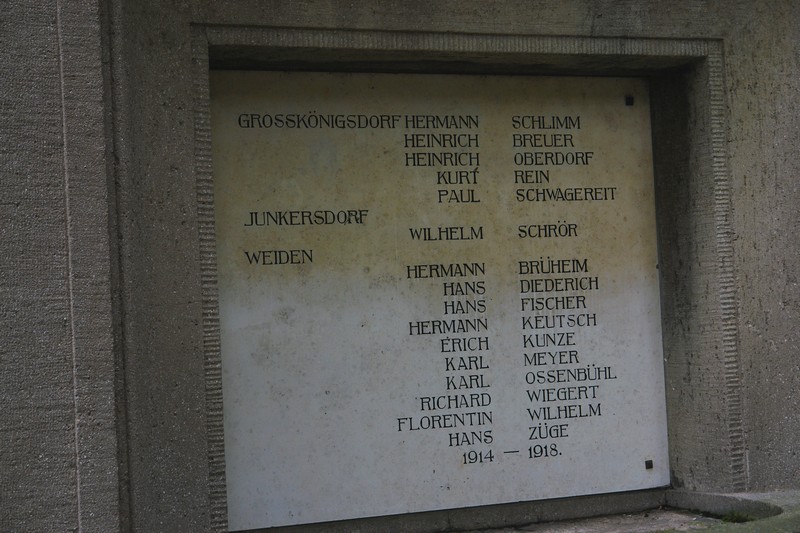 GROSSKÖNIGSDORF HERMANN SCHLIMM
HEINRICH BREUER
HEINRICH OBERDORF
KURT REIN
PAUL SCHWAGEREIT
JUNKERSDORF
WILHELM SCHRÖR
WEIDEN
HERMANN BRÜHEIM
HANS DIEDERICH
HANS FISCHER
HERMANN KEUTSCH
ERICH KUNZE
KARL MEYER
KARL OSSENBÜHL
RICHARD WIEGERT
FLORENTIN WILHELM
HANS ZÜGE
1914 — 1918.